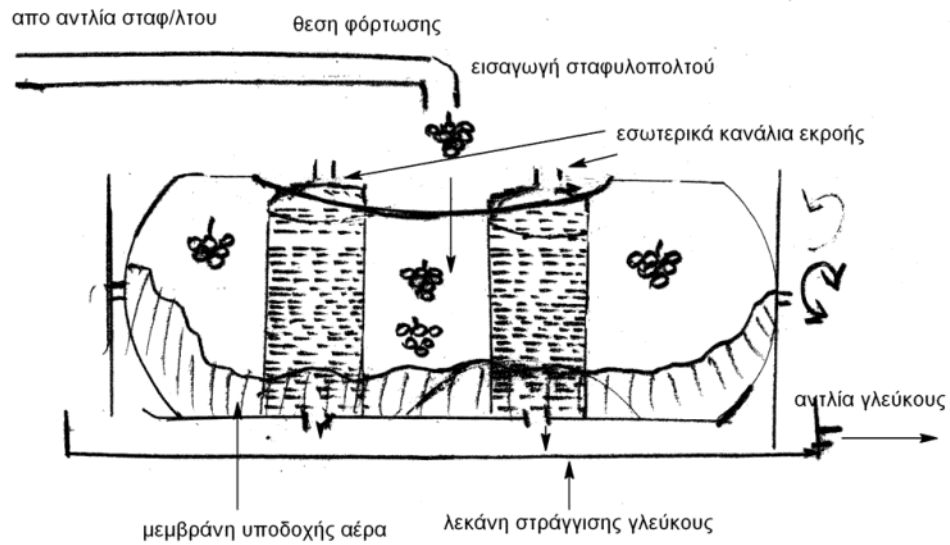 απο αντλία σταφ/λτου
θεση φόρτωσης
εισαγωγή σταφυλοπολτού
εσωτερικά κανάλια εκροής
αντλία γλεύκους
μεμβράνη υποδοχής αέρα
λεκάνη στράγγισης γλεύκους